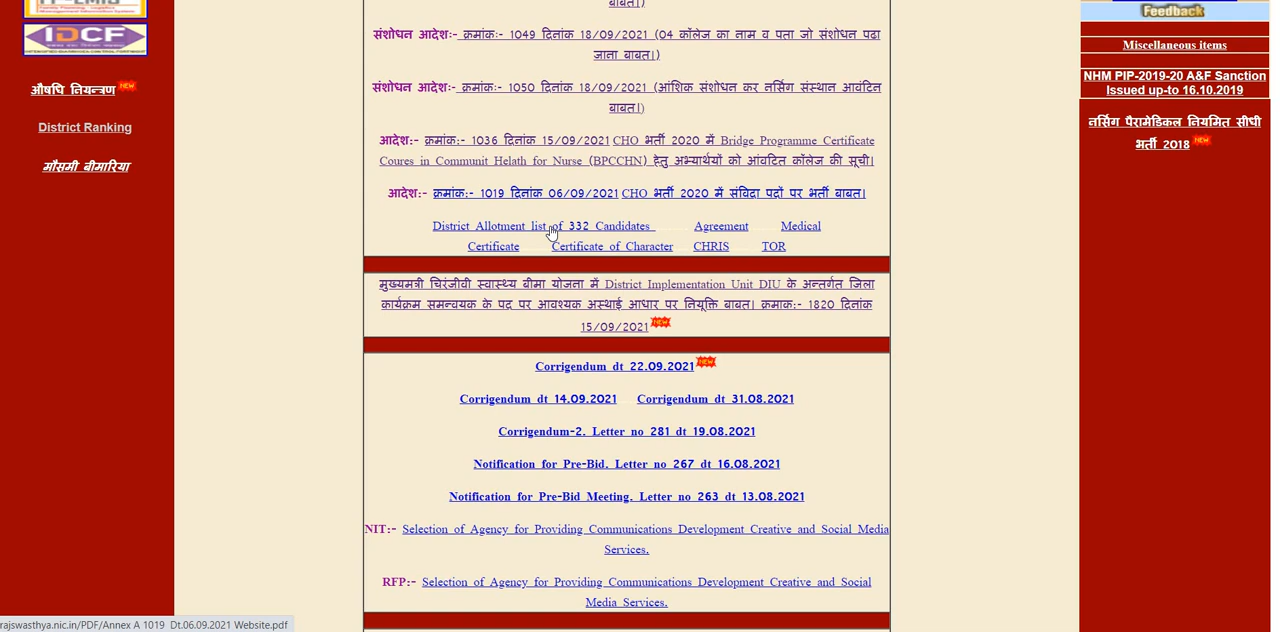 IDCF
औषधि नियन्त्रण NEW
District Ranking
मौसमी बीमारिया
बाबत।)
संशोधन आदेशः- क्रमांकः- 1049 दिनांक 18/09/2021 (04 कॉलेज का नाम व पता जो संशोधन पढ़ा
जाना बाबत।)
संशोधन आदेशः- क्रमांकः- 1050 दिनांक 18/09/2021 (आंशिक संशोधन कर नर्सिग संस्थान आवंटित
बाबत।)
आदेश:- क्रमांक:- 1036 दिनांक 15/09/2021 CHO भर्ती 2020 में Bridge Programme Certificate
Coures in Communit Helath for Nurse (BPCCHN) हेतु अभ्यार्थयों को आंवटित कॉलेज की सूची।
आदेश:- क्रमांक:- 1019 दिनांक 06/09/2021 CHO भर्ती 2020 में संविदा पदों पर भर्ती बाबत।
District Allotment list of 332 Candidates Agreement Medical
Certificate Certificate of Character CHRIS TOR
मुख्यमत्री चिरंजीवी स्वास्थ्य बीमा योजना में District Implementation Unit DIU के अन्तर्गत जिला
कार्यक्रम समन्वयक के पद पर आवश्यक अस्थाई आधार पर नियूक्ति बाबत। क्रमाक:- 1820 दिनांक
15/09/2021 NEW
Corrigendum dt 22.09.2021 NEW
Corrigendum dt 14.09.2021 Corrigendum dt 31.08.2021
Corrigendum-2. Letter no 281 dt 19.08.2021
Notification for Pre-Bid. Letter no 267 dt 16.08.2021
Notification for Pre-Bid Meeting. Letter no 263 dt 13.08.2021
NIT:- Selection of Agency for Providing Communications Development Creative and Social Media
Services.
RFP:- Selection of Agency for Providing Communications Development Creative and Social
Media Services.
Feedback
Miscellaneous items
NHM PIP-2019-20 A&F Sanction
Issued up-to 16.10.2019
नर्सिग पैरामेडिकल नियमित सीधी
भर्ती 2018 NEW
rajswasthya.nic.in/PDF/Annex A 1019 Dt.06.09.2021 Website.pdf